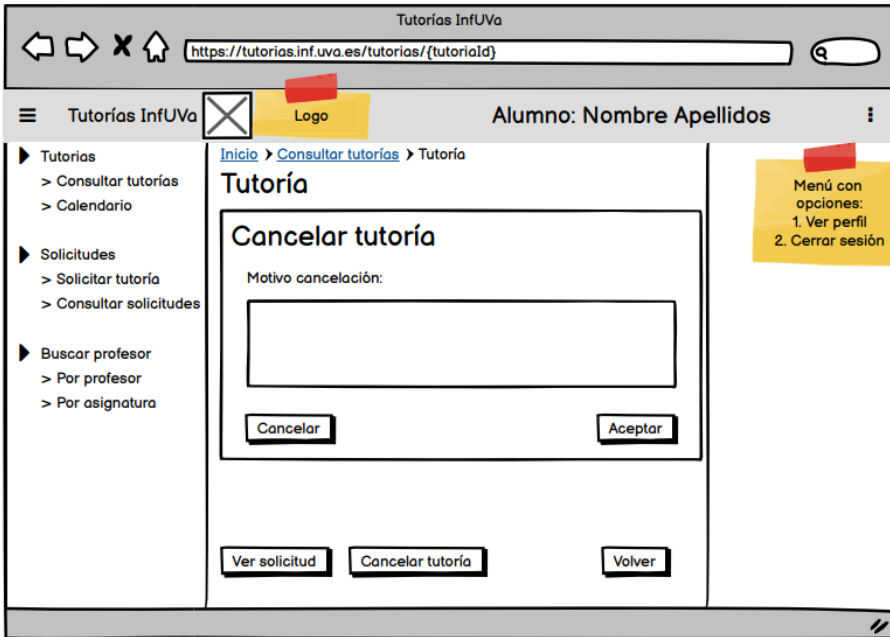 Tutorías InfUVa
https://tutorias.inf.uva.es/tutorias/{tutoriaId}
Tutorías InfUVa
Logo
Alumno: Nombre Apellidos
Tutorias
> Consultar tutorías
> Calendario
Solicitudes
> Solicitar tutoría
> Consultar solicitudes
Buscar profesor
> Por profesor
> Por asignatura
Inicio > Consultar tutorías > Tutoría
Tutoría
Cancelar tutoría
Motivo cancelación:
Cancelar
Aceptar
Ver solicitud
Cancelar tutoría
Volver
Menú con
opciones:
1. Ver perfil
2. Cerrar sesión